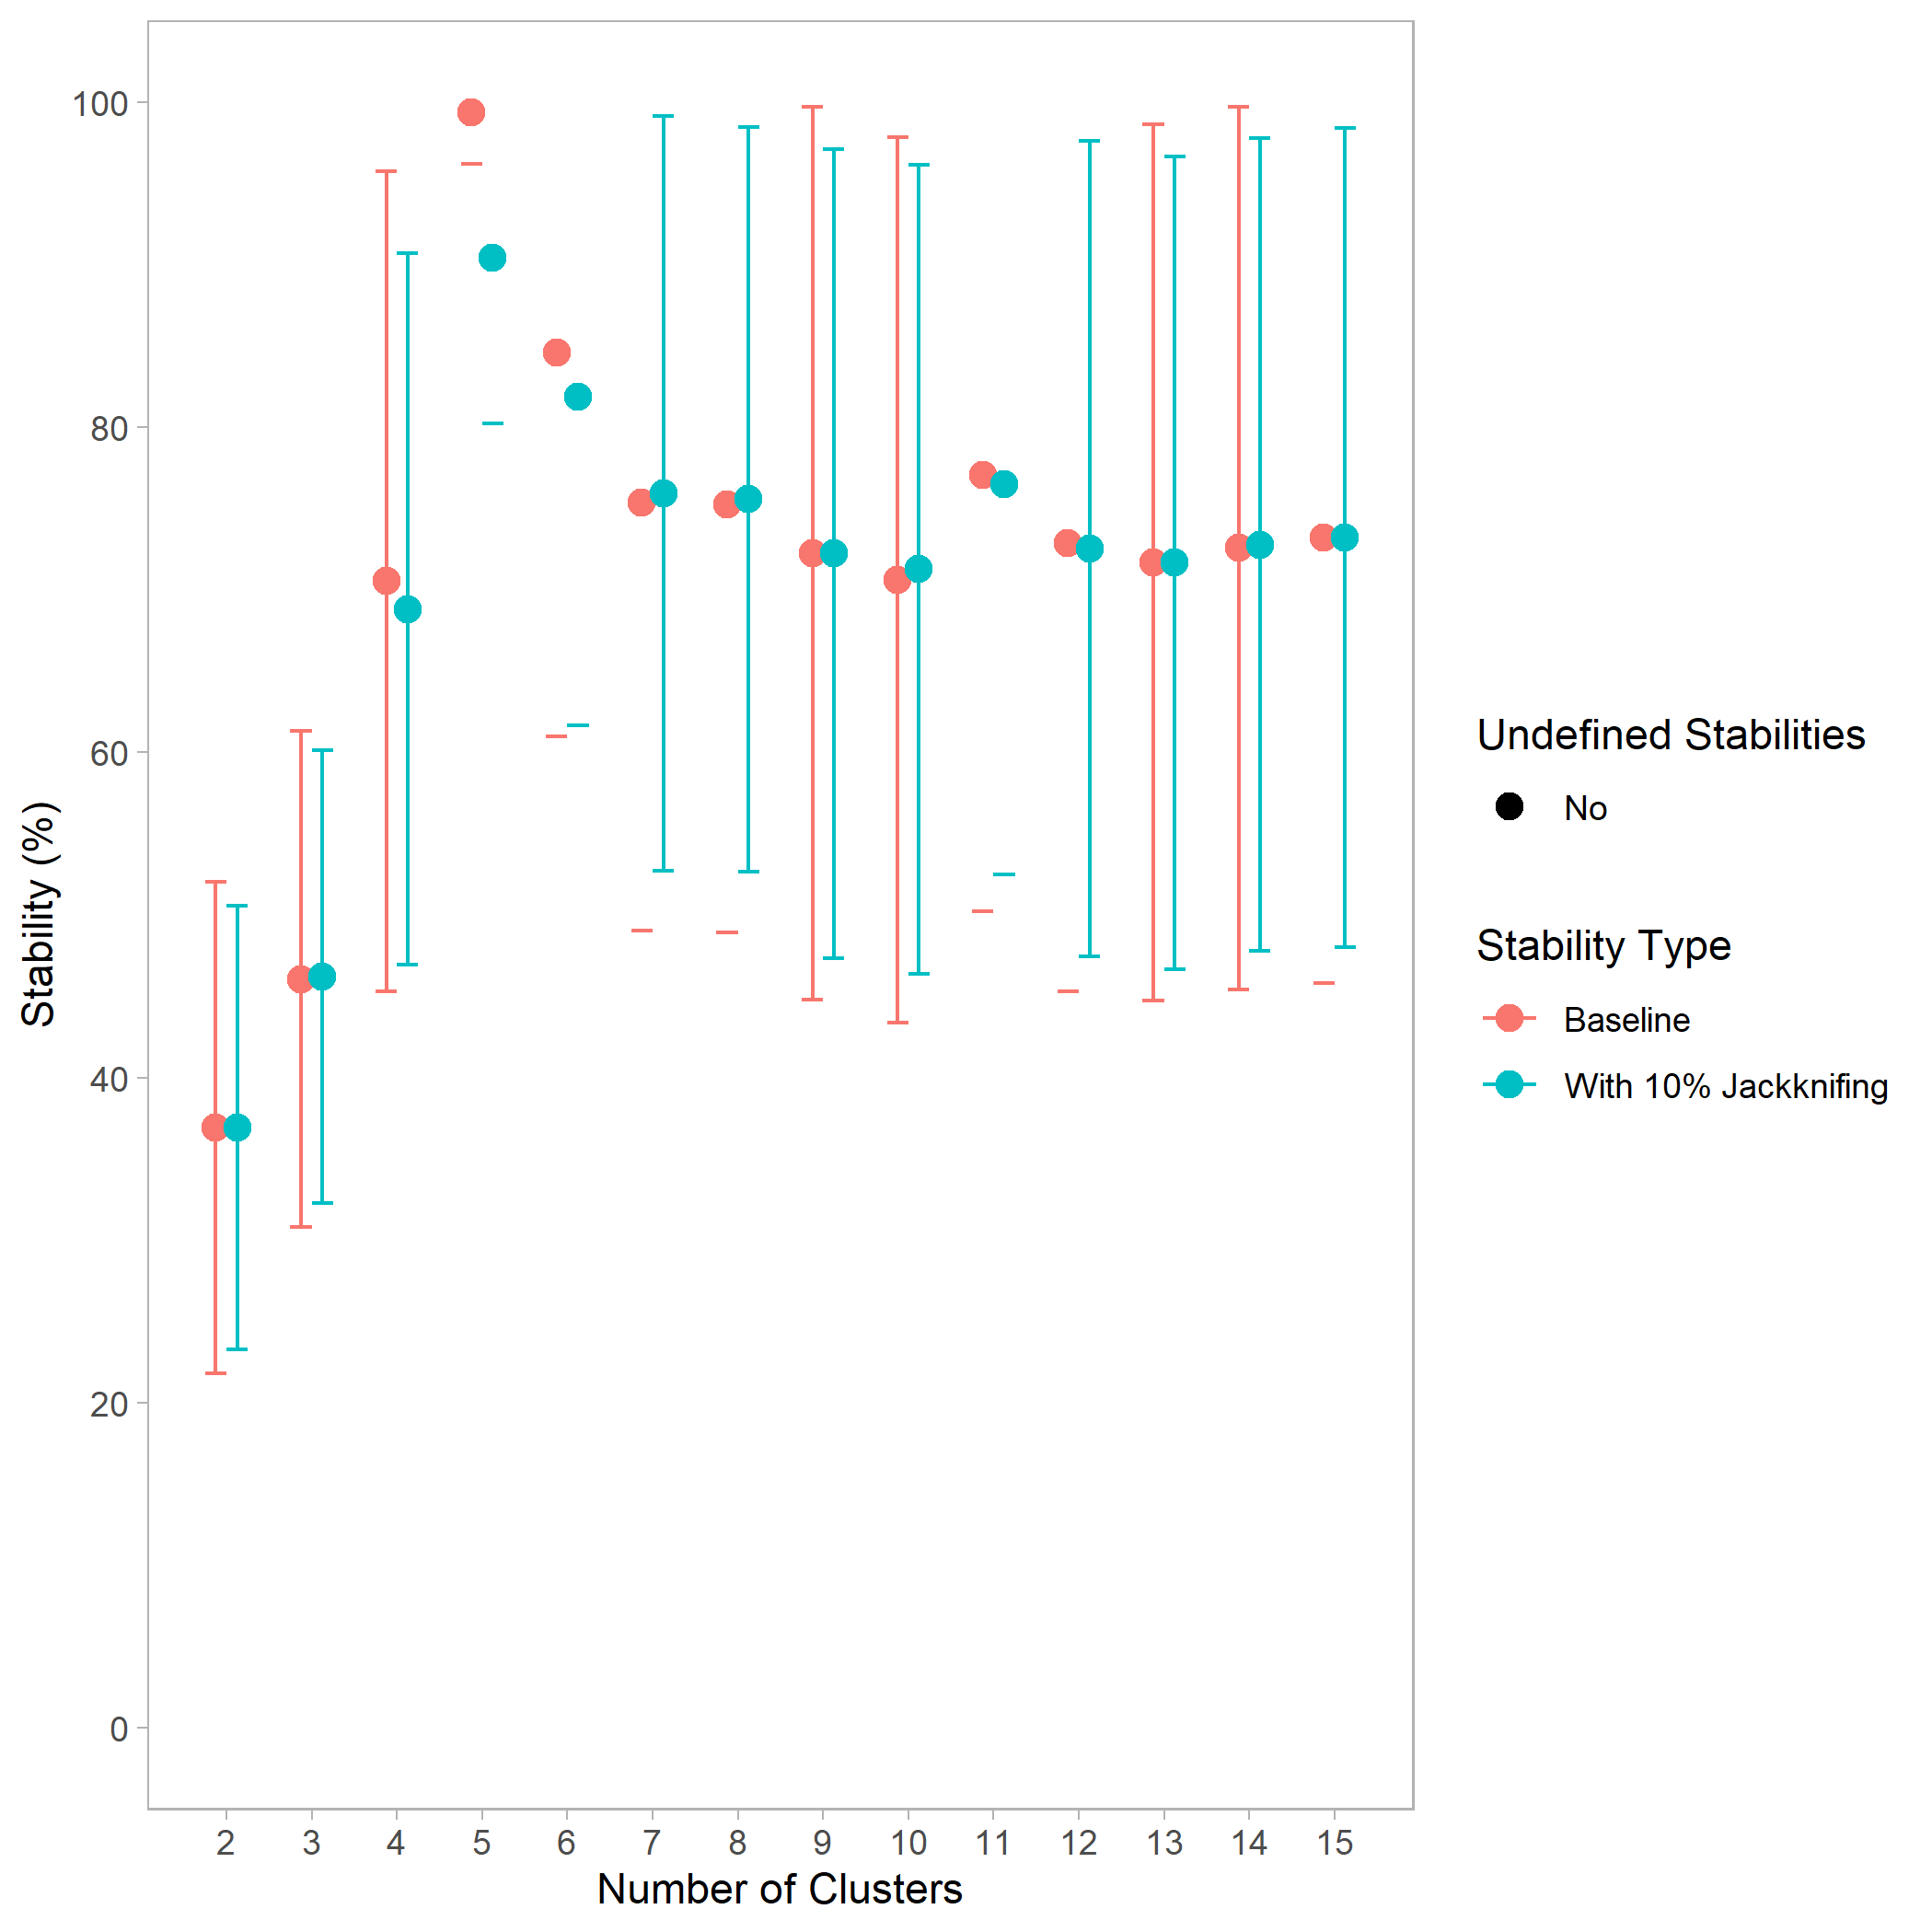 100
80
60
40
20
0
Stability (%)
2 3 4 5 6 7 8 9 10 11 12 13 14 15
Number of Clusters
Undefined Stabilities
No
Stability Type
Baseline
With 10% Jackknifing